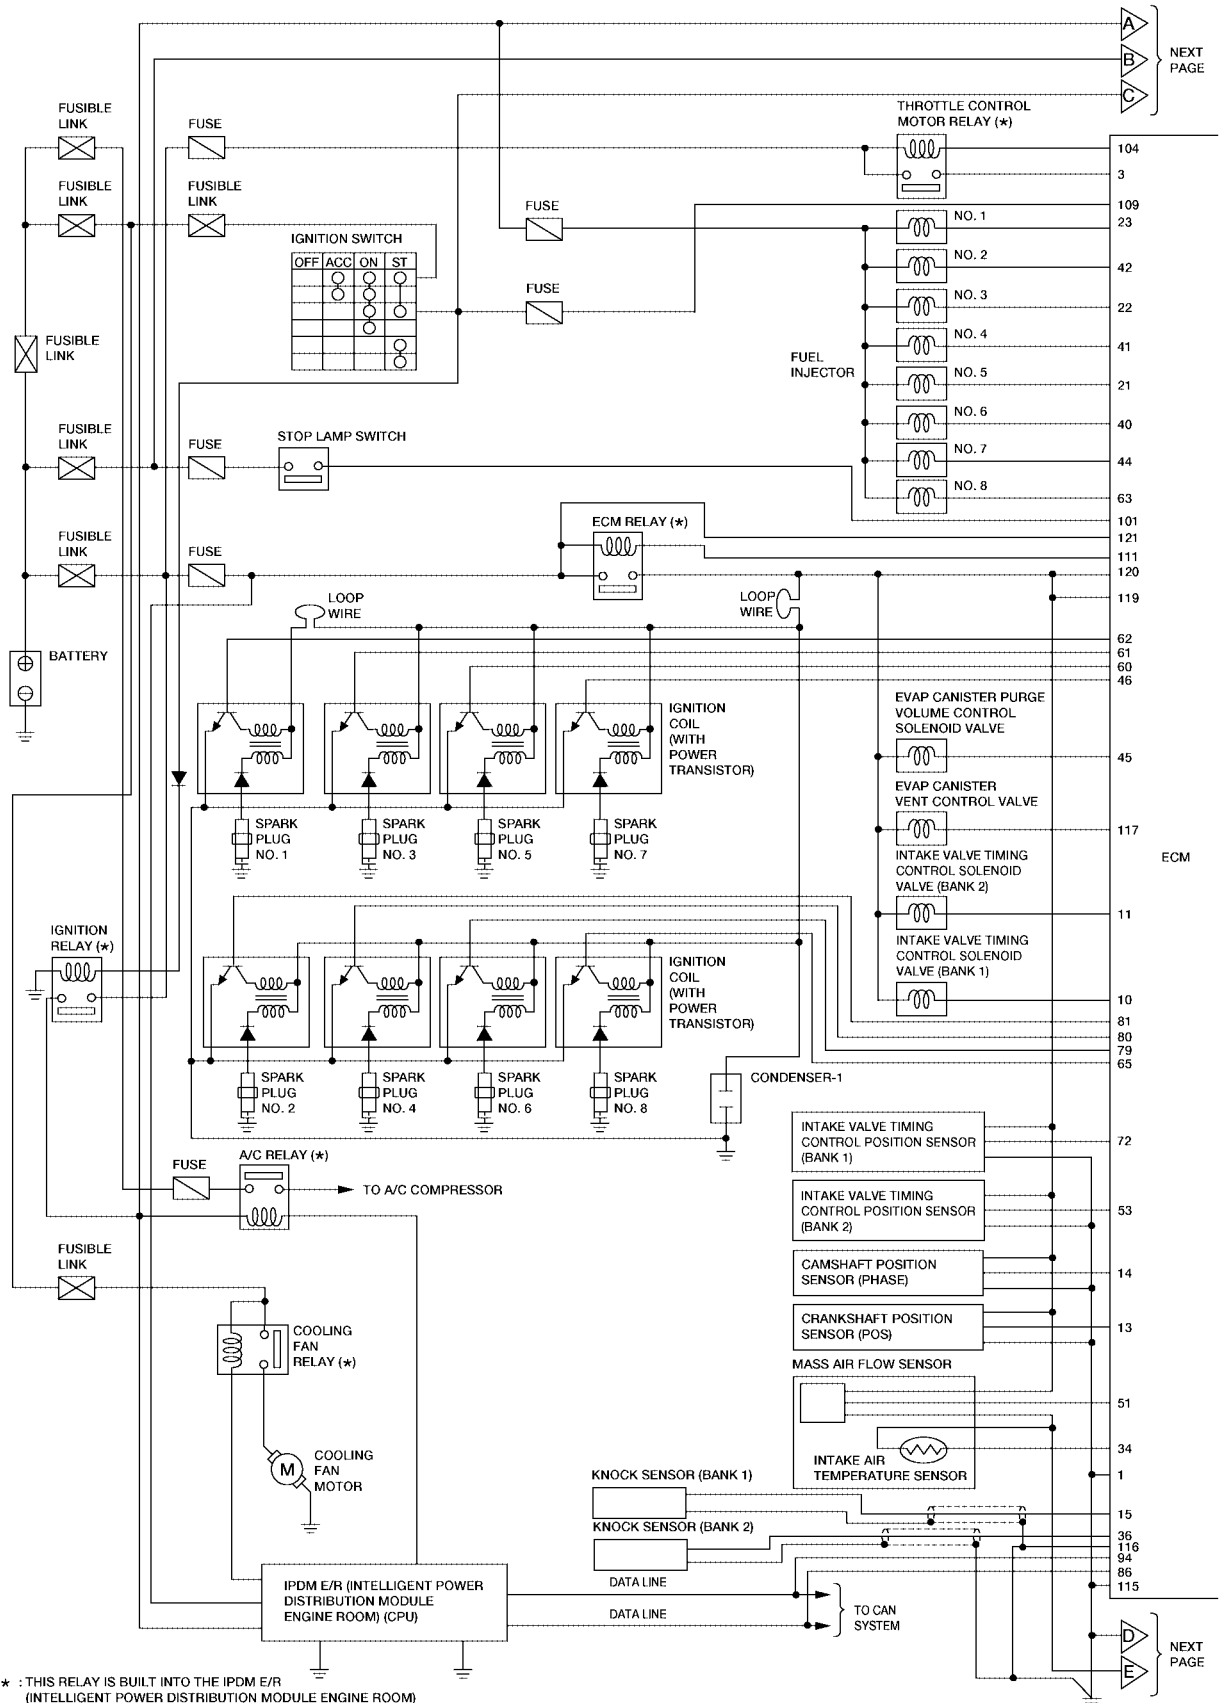 A
B
C
NEXT
PAGE
FUSIBLE
LINK
FUSE
THROTTLE CONTROL
MOTOR RELAY (*)
104
3
FUSIBLE
LINK
FUSIBLE
LINK
FUSE
109
NO. 1
23
IGNITION SWITCH
OFF ACC ON ST
NO. 2
42
FUSE
NO. 3
22
NO. 4
41
FUSIBLE
LINK
FUEL
INJECTOR
NO. 5
21
NO. 6
40
FUSIBLE
LINK
FUSE
STOP LAMP SWITCH
NO. 7
44
NO. 8
63
101
FUSIBLE
LINK
FUSE
ECM RELAY (*)
121
111
120
LOOP
WIRE
LOOP
WIRE
119
62
61
60
46
BATTERY
IGNITION
COIL
(WITH
POWER
TRANSISTOR)
EVAP CANISTER PURGE
VOLUME CONTROL
SOLENOID VALVE
45
EVAP CANISTER
VENT CONTROL VALVE
117
SPARK
PLUG
NO. 1
SPARK
PLUG
NO. 3
SPARK
PLUG
NO. 5
SPARK
PLUG
NO. 7
INTAKE VALVE TIMING
CONTROL SOLENOID
VALVE (BANK 2)
ECM
11
IGNITION
RELAY (*)
INTAKE VALVE TIMING
CONTROL SOLENOID
VALVE (BANK 1)
IGNITION
COIL
(WITH
POWER
TRANSISTOR)
10
81
80
79
65
SPARK
PLUG
NO. 2
SPARK
PLUG
NO. 4
SPARK
PLUG
NO. 6
SPARK
PLUG
NO. 8
CONDENSER-1
INTAKE VALVE TIMING
CONTROL POSITION SENSOR
(BANK 1)
72
FUSE
A/C RELAY (*)
TO A/C COMPRESSOR
INTAKE VALVE TIMING
CONTROL POSITION SENSOR
(BANK 2)
53
FUSIBLE
LINK
CAMSHAFT POSITION
SENSOR (PHASE)
14
COOLING
FAN
RELAY (*)
CRANKSHAFT POSITION
SENSOR (POS)
13
MASS AIR FLOW SENSOR
51
M
COOLING
FAN
MOTOR
34
INTAKE AIR
TEMPERATURE SENSOR
KNOCK SENSOR (BANK 1)
1
15
KNOCK SENSOR (BANK 2)
36
116
94
86
115
IPDM E/R (INTELLIGENT POWER
DISTRIBUTION MODULE
ENGINE ROOM) (CPU)
DATA LINE
DATA LINE
TO CAN
SYSTEM
D
E
NEXT
PAGE
* : THIS RELAY IS BUILT INTO THE IPDM E/R
(INTELLIGENT POWER DISTRIBUTION MODULE ENGINE ROOM)